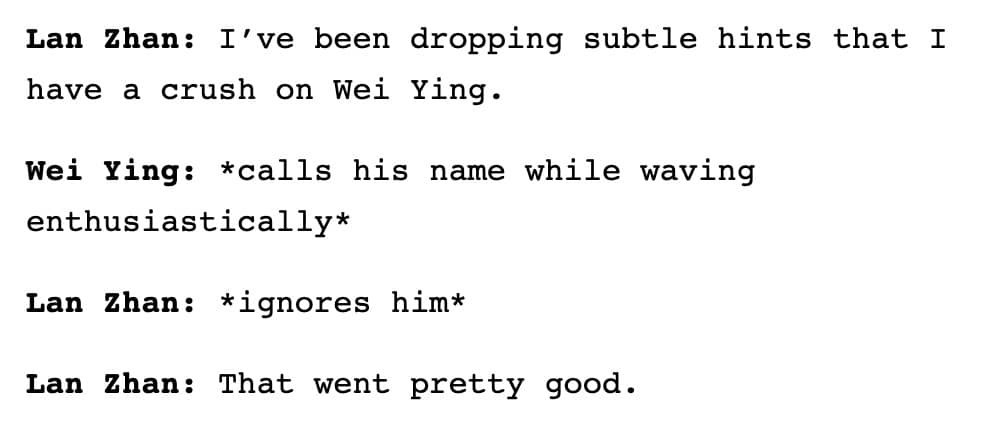 Lan Zhan: I’ve been dropping subtle hints that I
have a crush on Wei Ying.
Wei Ying: *calls his name while waving
enthusiastically*
Lan Zhan: *ignores him*
Lan Zhan: That went pretty good.